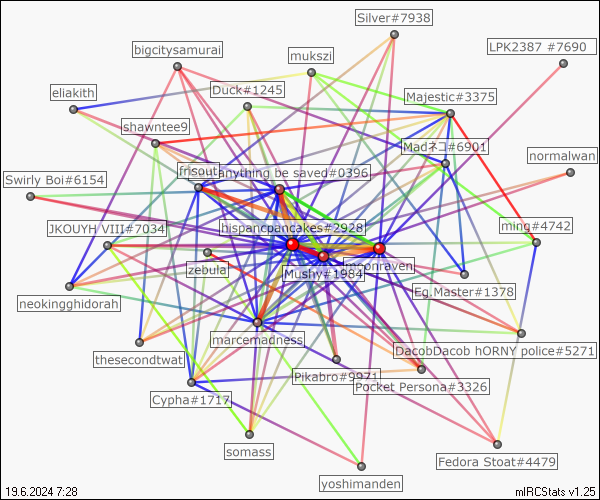 Silver#7938
LPK2387 #7690
bigcitysamurai
mukszi
eliakith
Duck#1245
Majestic#3375
shawntee9
Madネコ#6901
normalwan
frisout
anything be saved#0396
Swirly Boi#6154
JKOUYH VIII#7034
hispancpancakes#2928
ming#4742
zebula
Mushy#1984
monraven
Eg.Master#1378
neokingghidorah
marcemadness
thesecondtwat
DacobDacob hORNY police#5271
Pikabro#9971
Pocket Persona#3326
Cypha#1717
somass
Fedora Stoat#4479
yoshimanden
19.6.2024 7:28
mIRCStats v1.25